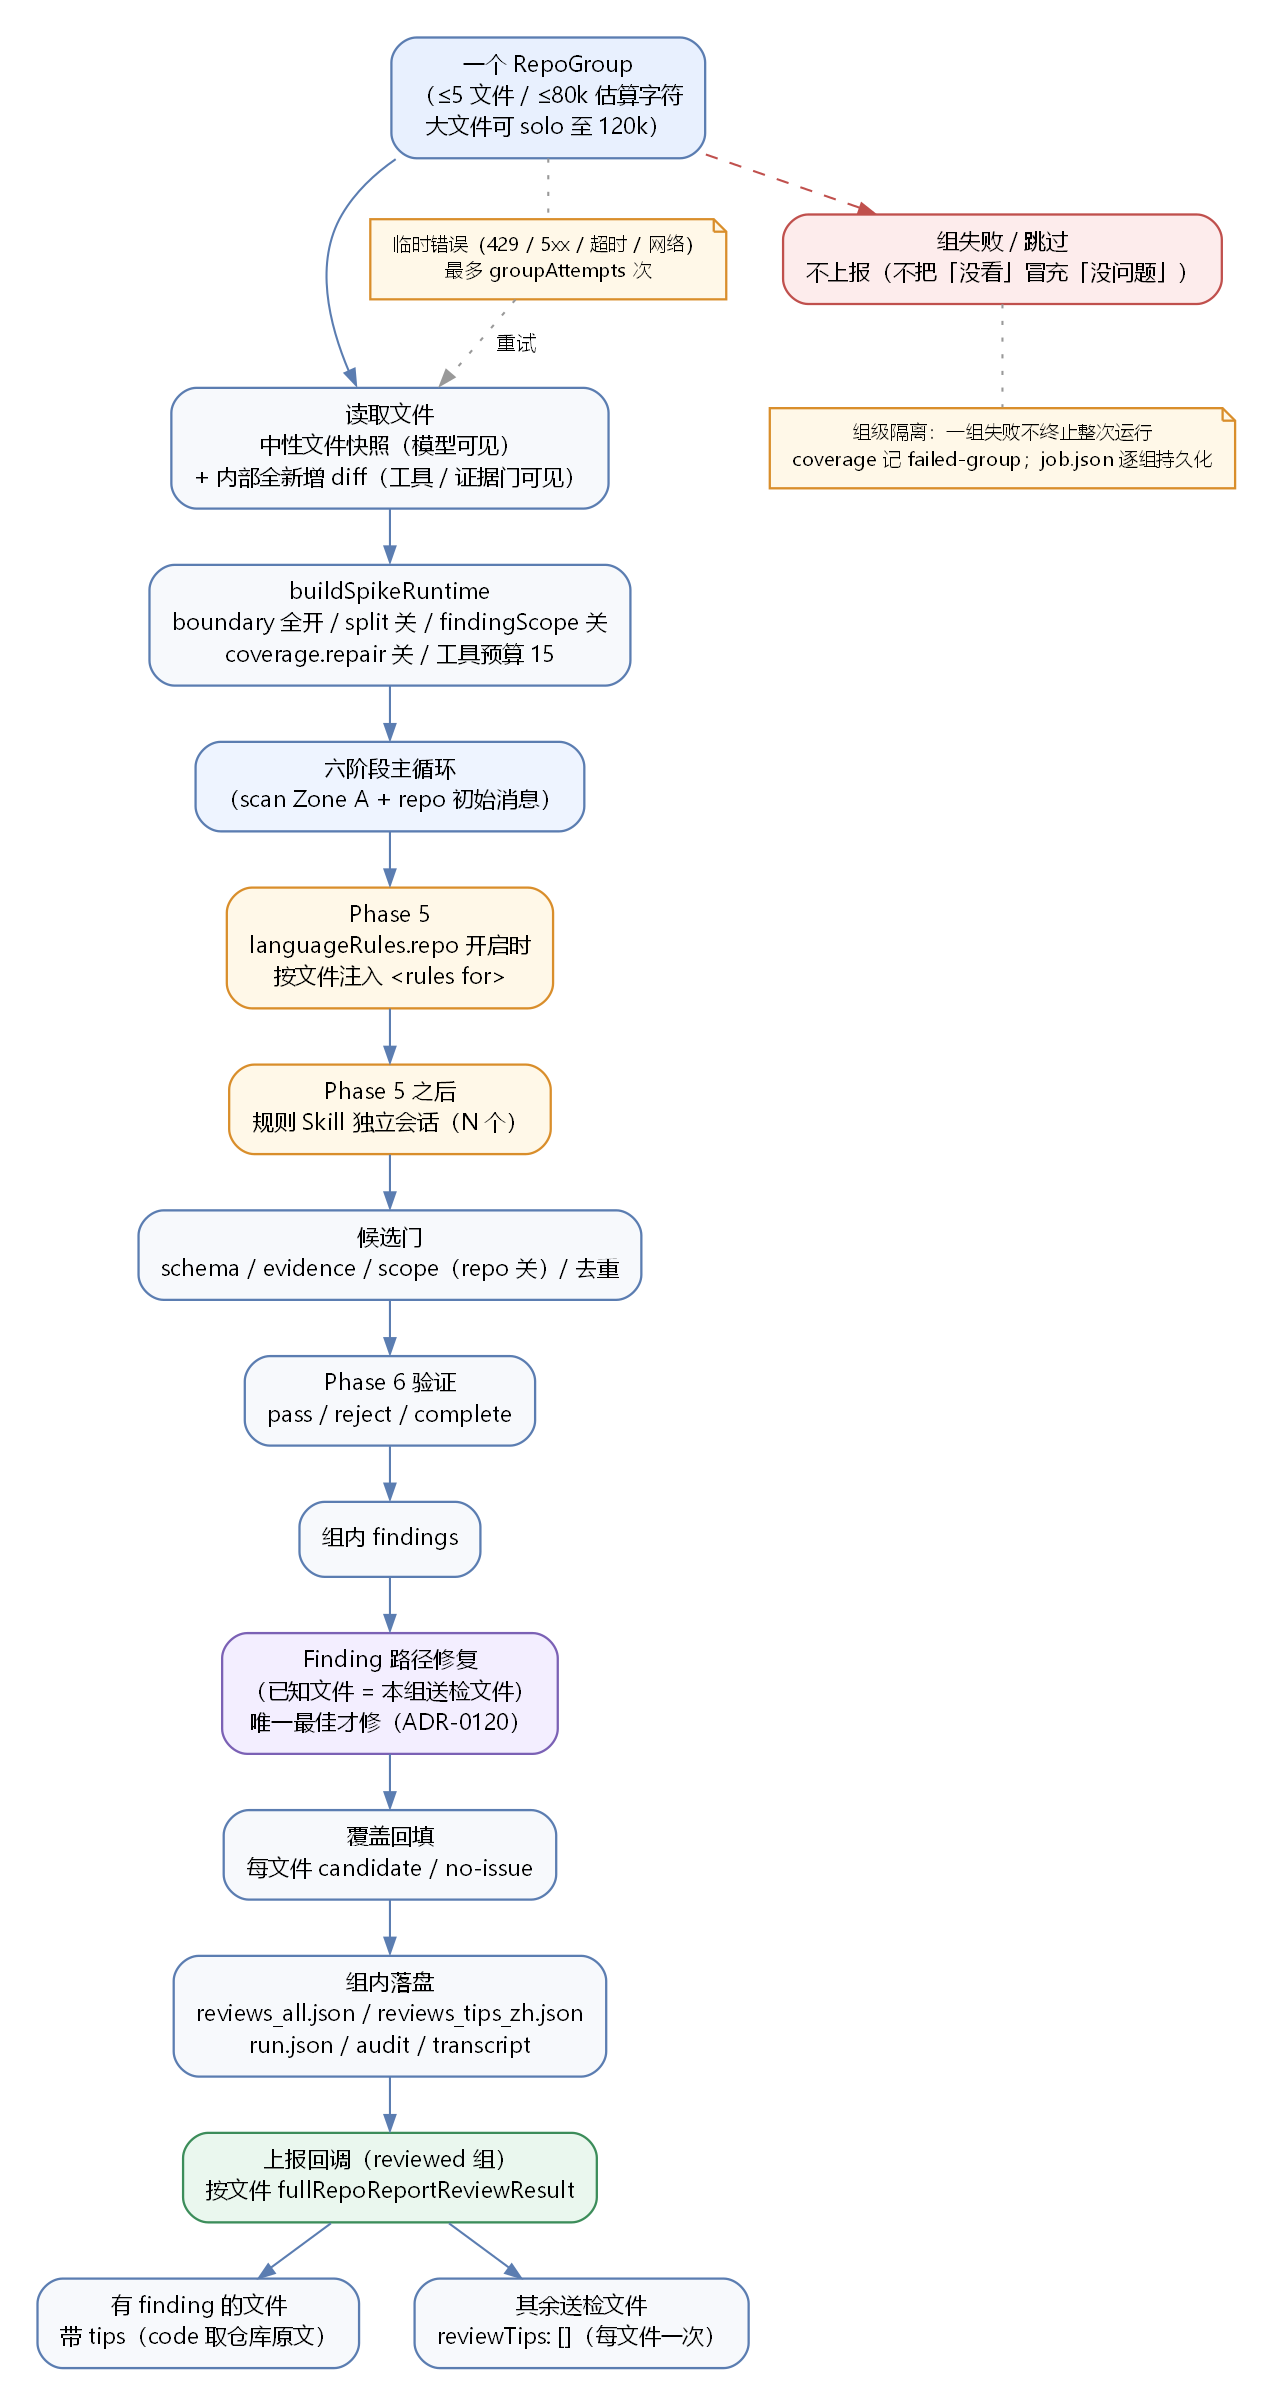 一个 RepoGroup
（≤5 文件 / ≤80k 估算字符
大文件可 solo 至 120k）
临时错误（429 / 5xx / 超时 / 网络）
最多 groupAttempts 次
组失败 / 跳过
不上报（不把「没看」冒充「没问题」）
重试
读取文件
中性文件快照（模型可见）
+ 内部全新增 diff（工具 / 证据门可见）
组级隔离：一组失败不终止整次运行
coverage 记 failed-group；job.json 逐组持久化
buildSpikeRuntime
boundary 全开 / split 关 / findingScope 关
coverage.repair 关 / 工具预算 15
六阶段主循环
（scan Zone A + repo 初始消息）
Phase 5
languageRules.repo 开启时
按文件注入 <rules for>
Phase 5 之后
规则 Skill 独立会话（N 个）
候选门
schema / evidence / scope（repo 关）/ 去重
Phase 6 验证
pass / reject / complete
组内 findings
Finding 路径修复
（已知文件 = 本组送检文件）
唯一最佳才修（ADR-0120）
覆盖回填
每文件 candidate / no-issue
组内落盘
reviews_all.json / reviews_tips_zh.json
run.json / audit / transcript
上报回调（reviewed 组）
按文件 fullRepoReportReviewResult
有 finding 的文件
带 tips（code 取仓库原文）
其余送检文件
reviewTips: []（每文件一次）